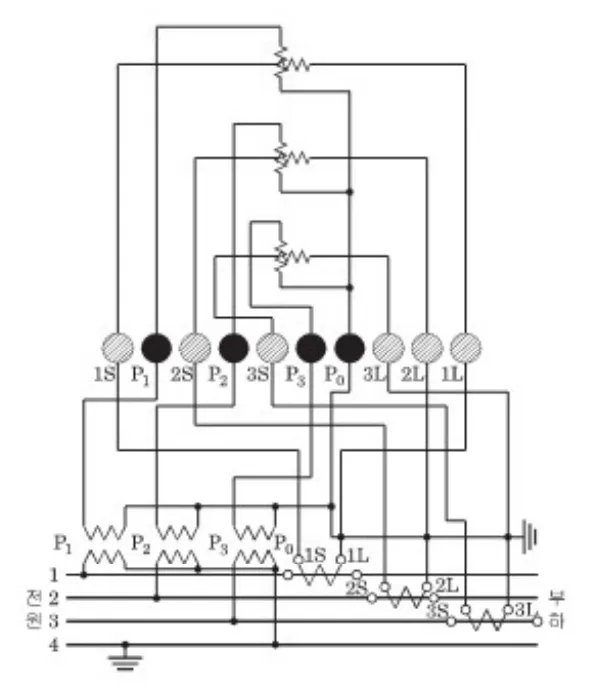 1S P₁ 2S P₂ 3S P₃ P₀ 3L 2L 1L
P₁ P₂ P₃ P₀ 1S 1L
1
2S 2L
전 2 부
3S 3L
원 3 하
4